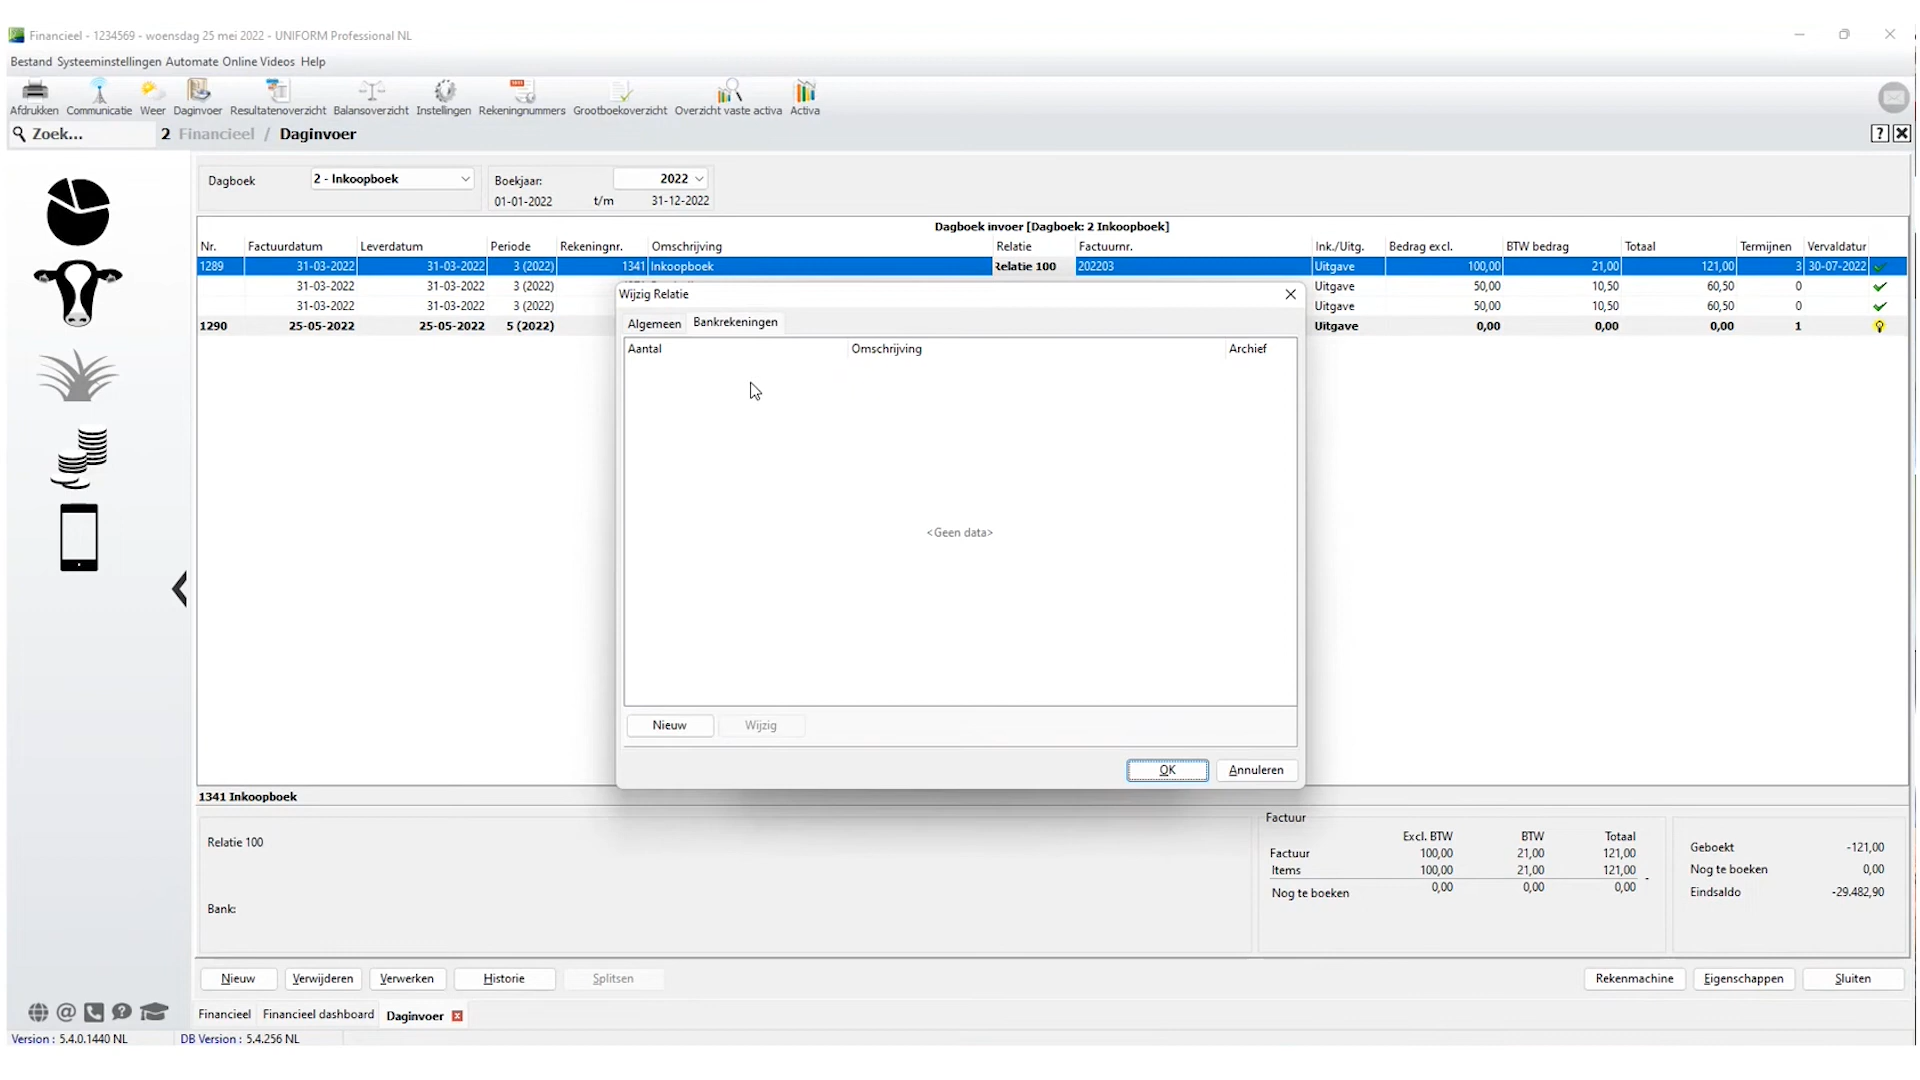 Financieel - 1234569 - woensdag 25 mei 2022 - UNIFORM Professional NL
Bestand Systeeminstellingen Automate Online Videos Help
Afdrukken Communicatie Weer Daginvoer Resultatenoverzicht Balansoverzicht Instellingen Rekeningnummers Grootboekoverzicht Overzicht vaste activa Activa
Zoek... 2 Financieel / Daginvoer ?
Dagboek 2 - Inkoopboek Boekjaar: 2022
01-01-2022 t/m 31-12-2022
Dagboek invoer [Dagboek: 2 Inkoopboek]
Nr. Factuurdatum Leverdatum Periode Rekeningnr. Omschrijving Relatie Factuurnr. Ink./Uitg. Bedrag excl. BTW bedrag Totaal Termijnen Vervaldatur
1289 31-03-2022 31-03-2022 3 (2022) 1341 Inkoopboek Relatie 100 202203 Uitgave 100,00 21,00 121,00 3 30-07-2022
31-03-2022 31-03-2022 3 (2022) Uitgave 50,00 10,50 60,50 0
31-03-2022 31-03-2022 3 (2022) Uitgave 50,00 10,50 60,50 0
1290 25-05-2022 25-05-2022 5 (2022) Uitgave 0,00 0,00 0,00 1
Wijzig Relatie
Algemeen Bankrekeningen
Aantal Omschrijving Archief
<Geen data>
Nieuw Wijzig
OK Annuleren
1341 Inkoopboek
Relatie 100
Bank:
Factuur
Excl. BTW BTW Totaal
Factuur 100,00 21,00 121,00
Items 100,00 21,00 121,00
Nog te boeken 0,00 0,00 0,00
Geboekt -121,00
Nog te boeken 0,00
Eindsaldo -29.482,90
Nieuw Verwijderen Verwerken Historie Splitsen Rekenmachine Eigenschappen Sluiten
Financieel Financieel dashboard Daginvoer
Version : 5.4.0.1440 NL DB Version : 5.4.256 NL